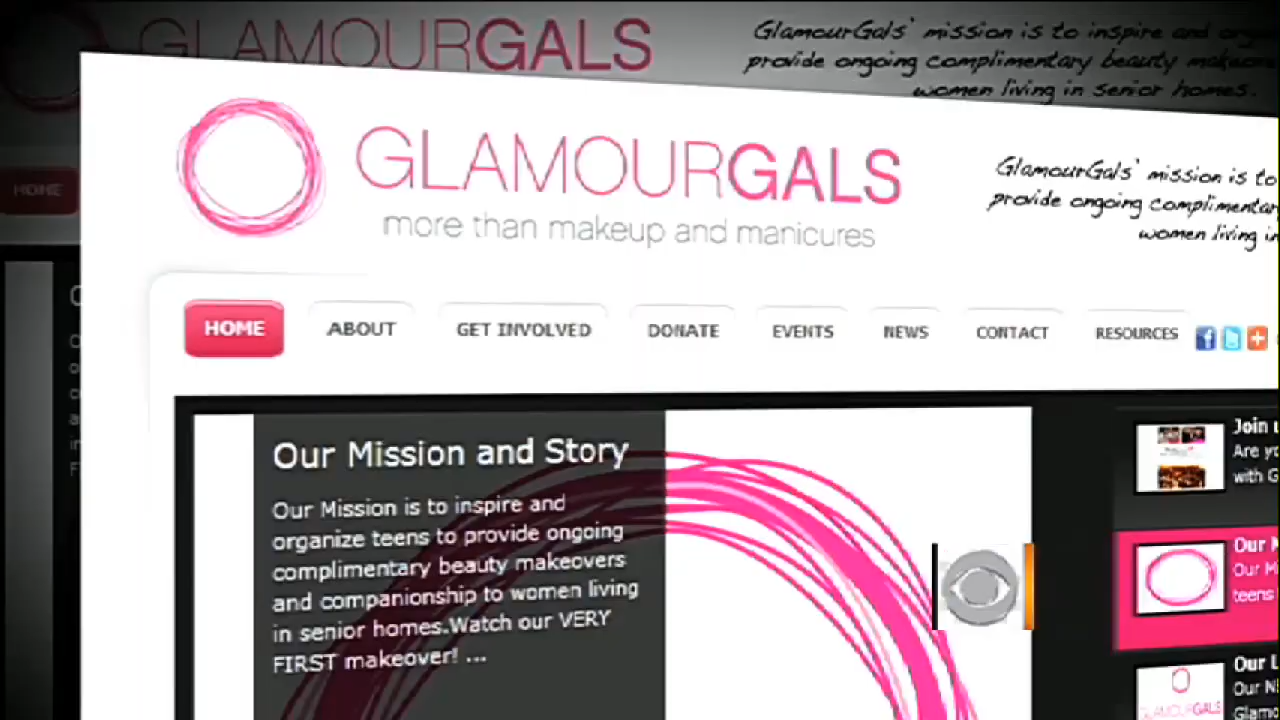 GLAMOURGALS
GlamourGals' mission is to inspire and
provide ongoing complimentary beauty
women living in senior homes.
HOME
GLAMOURGALS
more than makeup and manicures
GlamourGals' mission is to
provide ongoing
women living
HOME ABOUT GET INVOLVED DONATE EVENTS NEWS CONTACT RESOURCES
Our Mission and Story
Our Mission is to inspire and
organize teens to provide ongoing
complimentary beauty makeovers
and companionship to women living
in senior homes.Watch our VERY
FIRST makeover! ...
Join
Are
with
Our
Our
teens
Our
Our
GLAMOURGALS